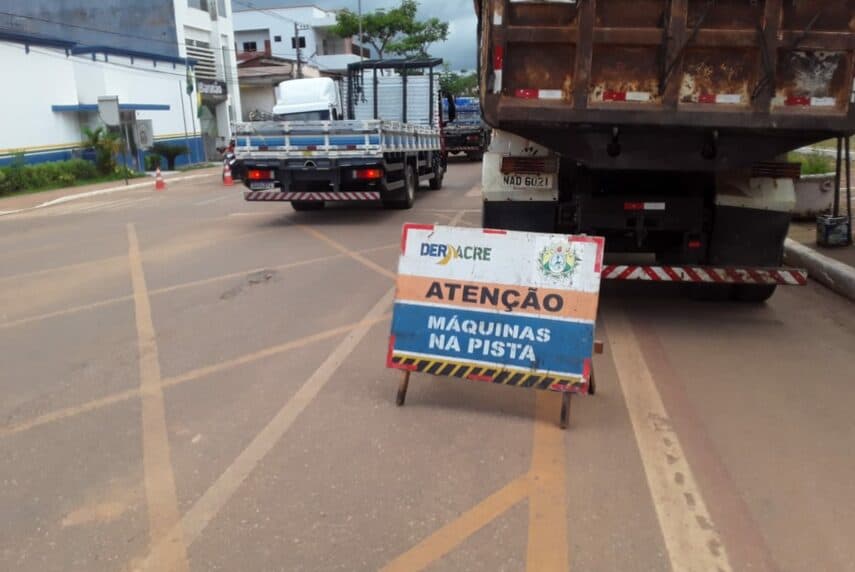 DERACRE
ATENÇÃO
MÁQUINAS
NA PISTA
NAD 6021